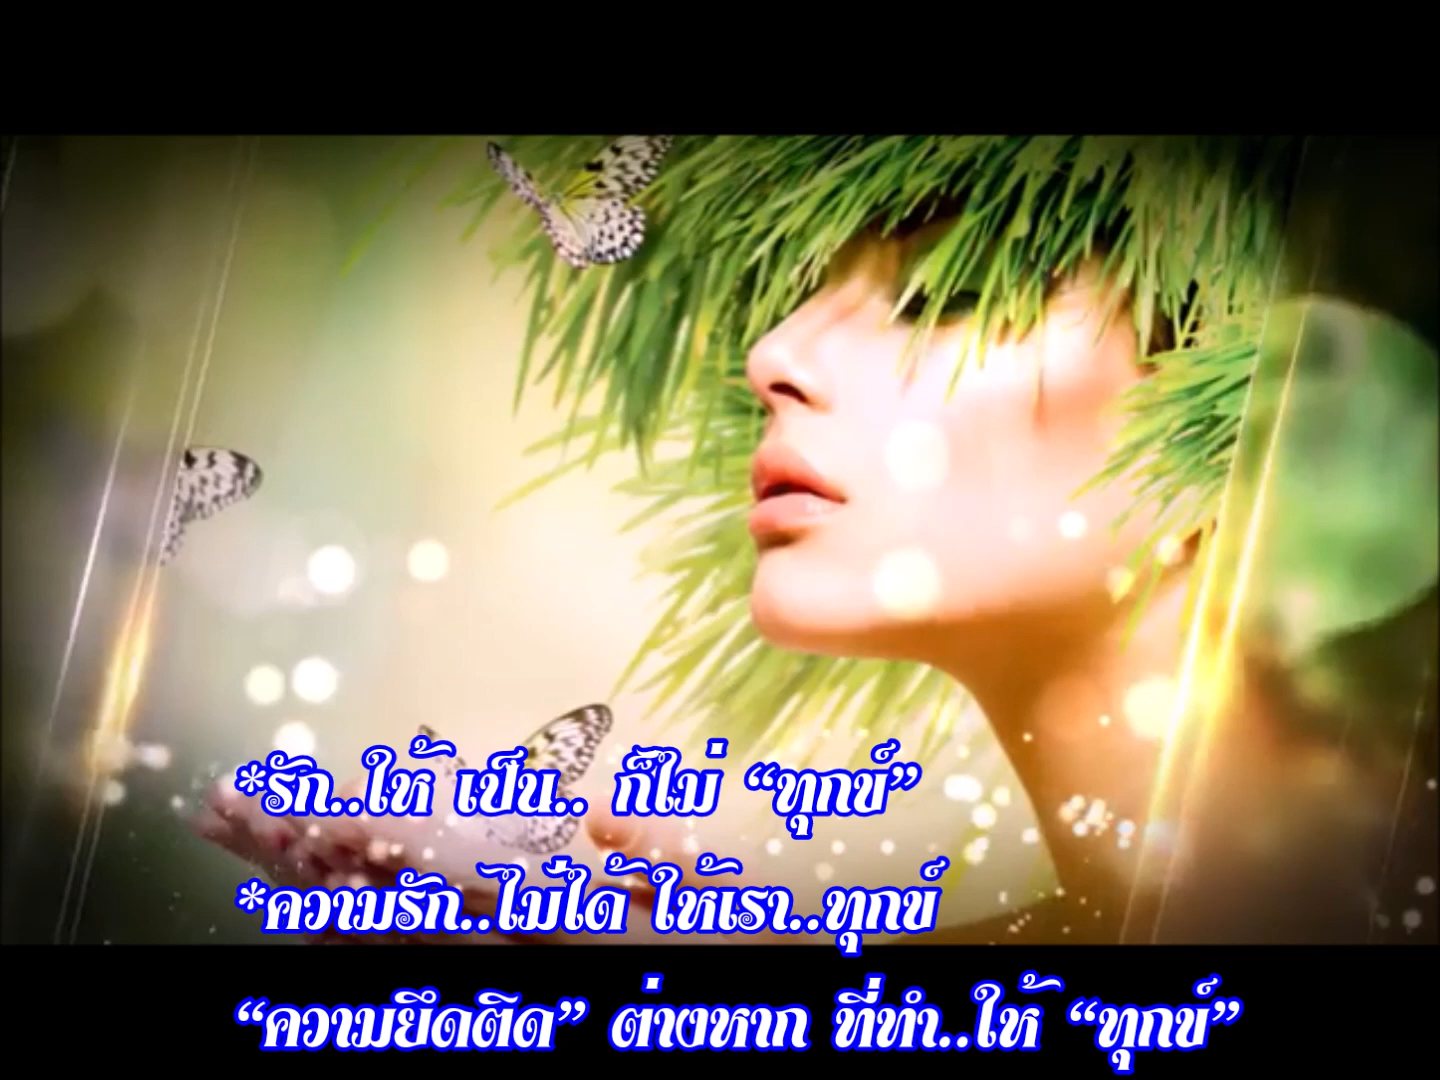 *รัก..ให้ เป็น.. ก็ไม่ “ทุกข์”
*ความรัก..ไม่ได้ ให้เรา..ทุกข์
“ความยึดติด” ต่างหาก ที่ทำ..ให้ “ทุกข์”